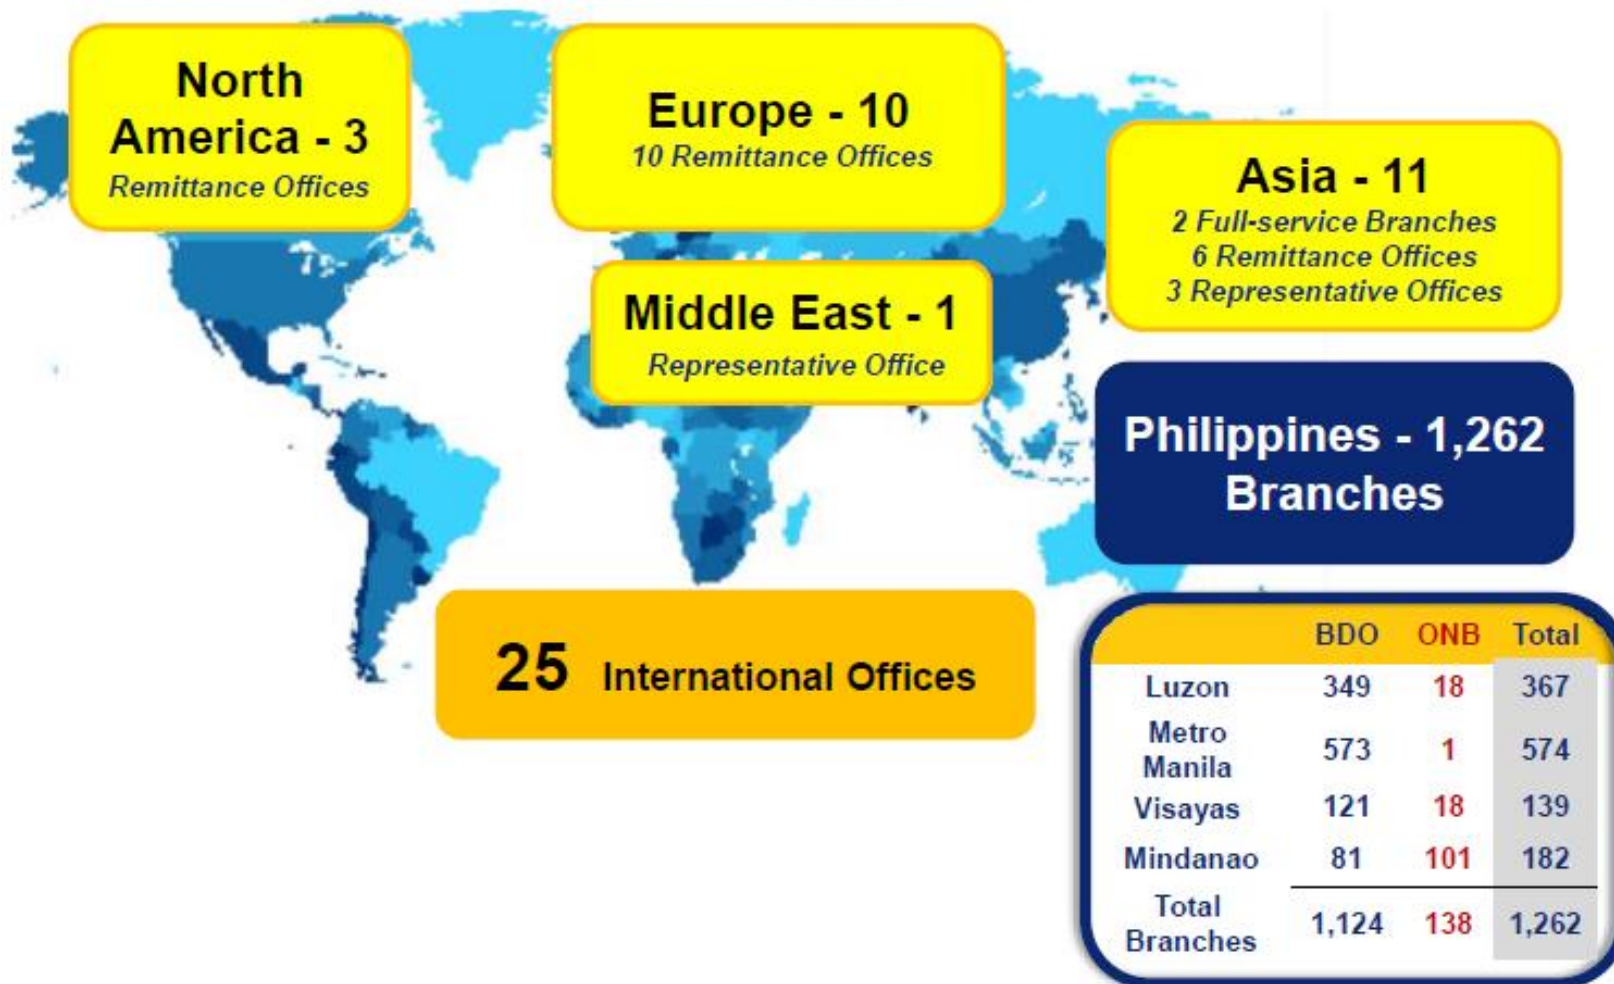 North
America - 3
Remittance Offices
Europe - 10
10 Remittance Offices
Asia - 11
2 Full-service Branches
6 Remittance Offices
3 Representative Offices
Middle East - 1
Representative Office
Philippines - 1,262
Branches
25 International Offices
BDO ONB Total
Luzon 349 18 367
Metro
Manila 573 1 574
Visayas 121 18 139
Mindanao 81 101 182
Total
Branches 1,124 138 1,262